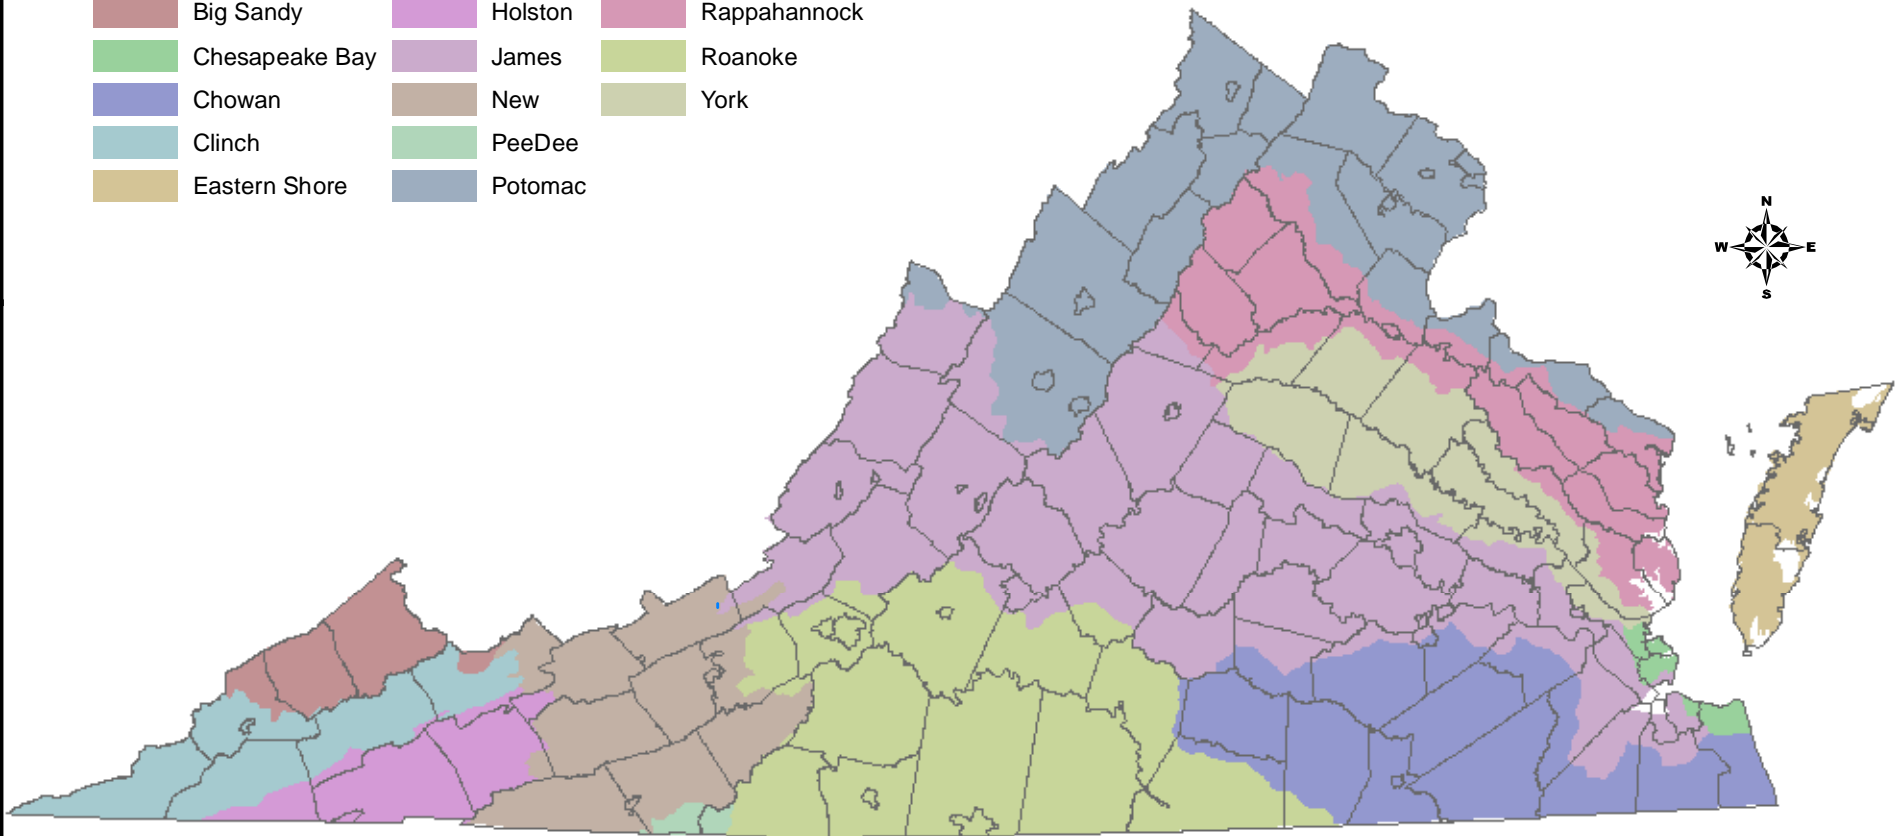 Big Sandy
Chesapeake Bay
Chowan
Clinch
Eastern Shore
Holston
James
New
PeeDee
Potomac
Rappahannock
Roanoke
York
N
W E
S